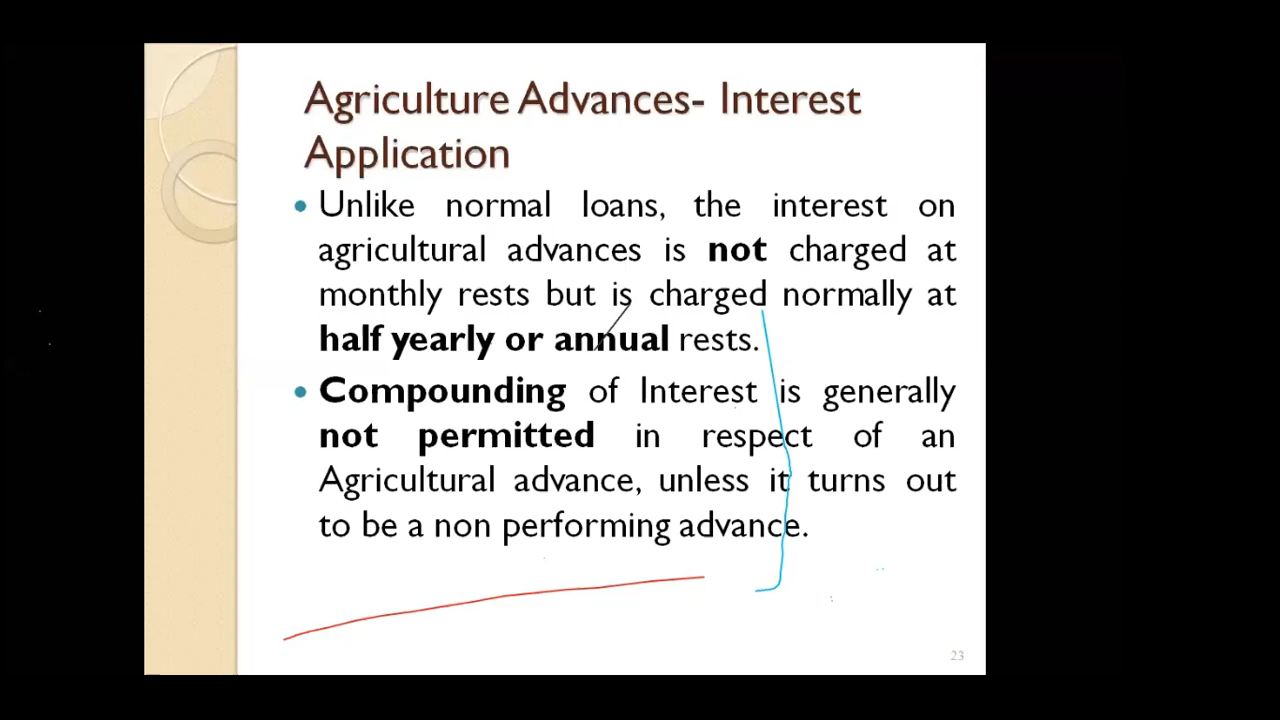 Agriculture Advances- Interest
Application
Unlike normal loans, the interest on
agricultural advances is not charged at
monthly rests but is charged normally at
half yearly or annual rests.
Compounding of Interest is generally
not permitted in respect of an
Agricultural advance, unless it turns out
to be a non performing advance.
23